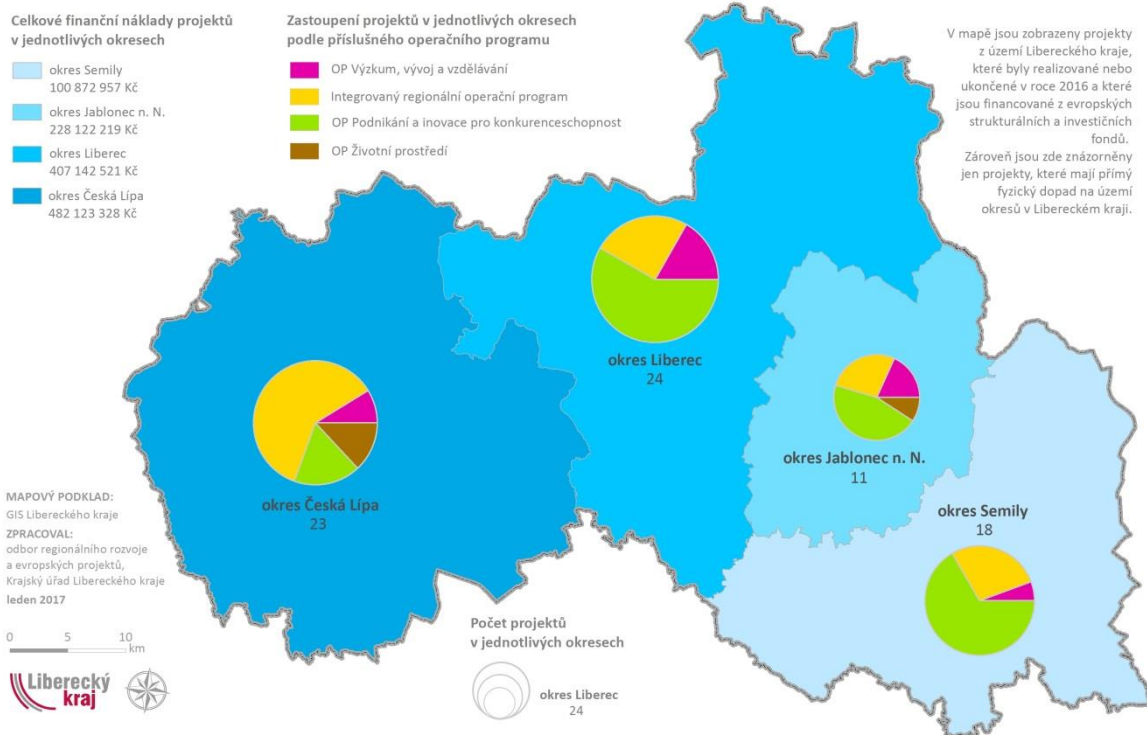 Celkové finanční náklady projektů
v jednotlivých okresech
okres Semily
100 872 957 Kč
okres Jablonec n. N.
228 122 219 Kč
okres Liberec
407 142 521 Kč
okres Česká Lípa
482 123 328 Kč
Zastoupení projektů v jednotlivých okresech
podle příslušného operačního programu
OP Výzkum, vývoj a vzdělávání
Integrovaný regionální operační program
OP Podnikání a inovace pro konkurenceschopnost
OP Životní prostředí
V mapě jsou zobrazeny projekty
z území Libereckého kraje,
které byly realizované nebo
ukončené v roce 2016 a které
jsou financované z evropských
strukturálních a investičních
fondů.
Zároveň jsou zde znázorněny
jen projekty, které mají přímý
fyzický dopad na území
okresů v Libereckém kraji.
okres Liberec
24
okres Jablonec n. N.
11
okres Česká Lípa
23
okres Semily
18
MAPOVÝ PODKLAD:
GIS Libereckého kraje
ZPRACOVAL:
odbor regionálního rozvoje
a evropských projektů,
Krajský úřad Libereckého kraje
leden 2017
0 5 10
km
Liberecký
kraj
Počet projektů
v jednotlivých okresech
okres Liberec
24